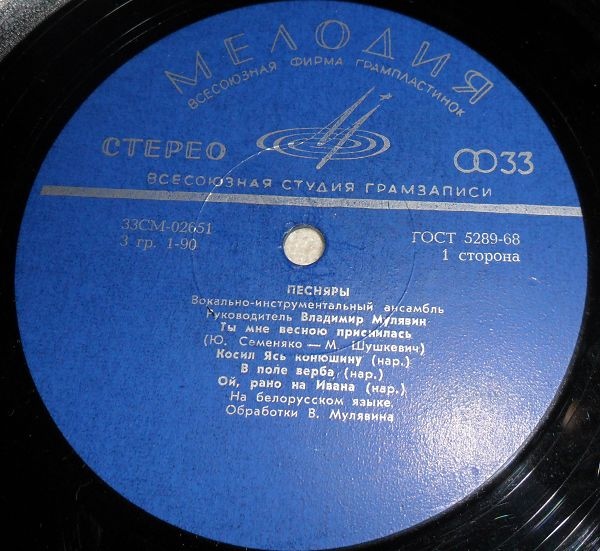 МЕЛОДИЯ
ВСЕСОЮЗНАЯ ФИРМА ГРАМПЛАСТИНОК
СТЕРЕО
33
ВСЕСОЮЗНАЯ СТУДИЯ ГРАМЗАПИСИ
33СМ-02651
ГОСТ 5289-68
3 гр. 1-90
1 сторона
ПЕСНЯРЫ
Вокально-инструментальный ансамбль
Руководитель Владимир Мулявин
Ты мне весною приснилась
(Ю. Семеняко — М. Шушкевич)
Косил Ясь конюшину (нар.)
В поле верба (нар.)
Ой, рано на Ивана (нар.)
На белорусском языке
Обработки В. Мулявина